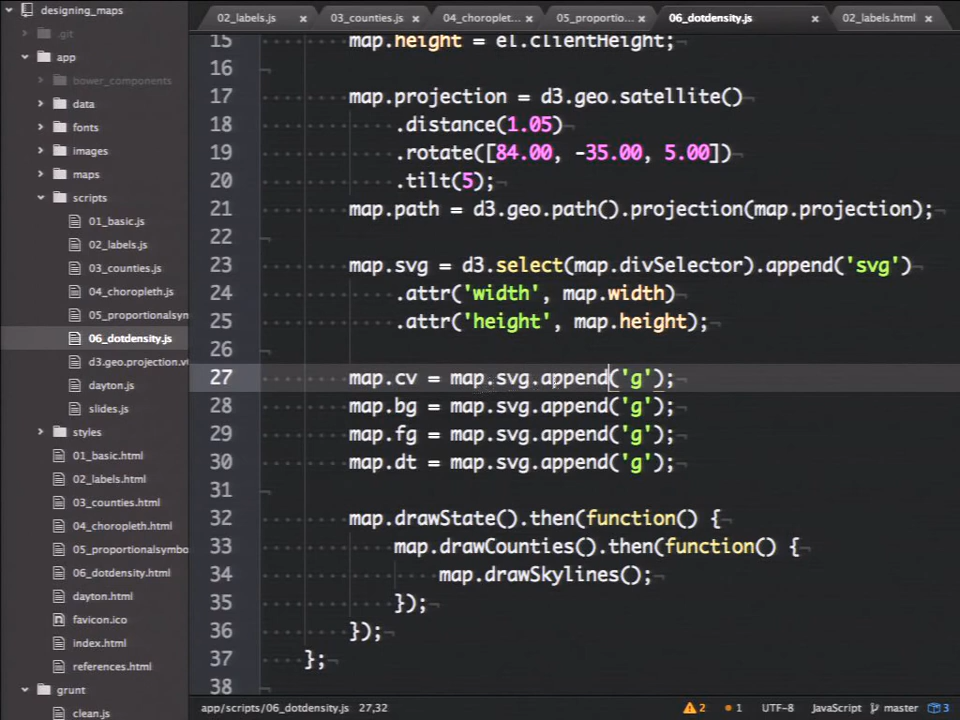 designing_maps
.git
app
bower_components
data
fonts
images
maps
scripts
01_basic.js
02_labels.js
03_counties.js
04_choropleth.js
05_proportionalsym
06_dotdensity.js
d3.geo.projection.v
dayton.js
slides.js
styles
01_basic.html
02_labels.html
03_counties.html
04_choropleth.html
05_proportionalsymbo
06_dotdensity.html
dayton.html
favicon.ico
index.html
references.html
grunt
clean.js
02_labels.js
03_counties.js
04_choroplet...
05_proportio...
06_dotdensity.js
02_labels.html
15 map.height = el.clientHeight;
16
17 map.projection = d3.geo.satellite()
18 .distance(1.05)
19 .rotate([84.00, -35.00, 5.00])
20 .tilt(5);
21 map.path = d3.geo.path().projection(map.projection);
22
23 map.svg = d3.select(map.divSelector).append('svg')
24 .attr('width', map.width)
25 .attr('height', map.height);
26
27 map.cv = map.svg.append('g');
28 map.bg = map.svg.append('g');
29 map.fg = map.svg.append('g');
30 map.dt = map.svg.append('g');
31
32 map.drawState().then(function() {
33 map.drawCounties().then(function() {
34 map.drawSkylines();
35 });
36 });
37 };
38
app/scripts/06_dotdensity.js 27,32 2 1 UTF-8 JavaScript master 3